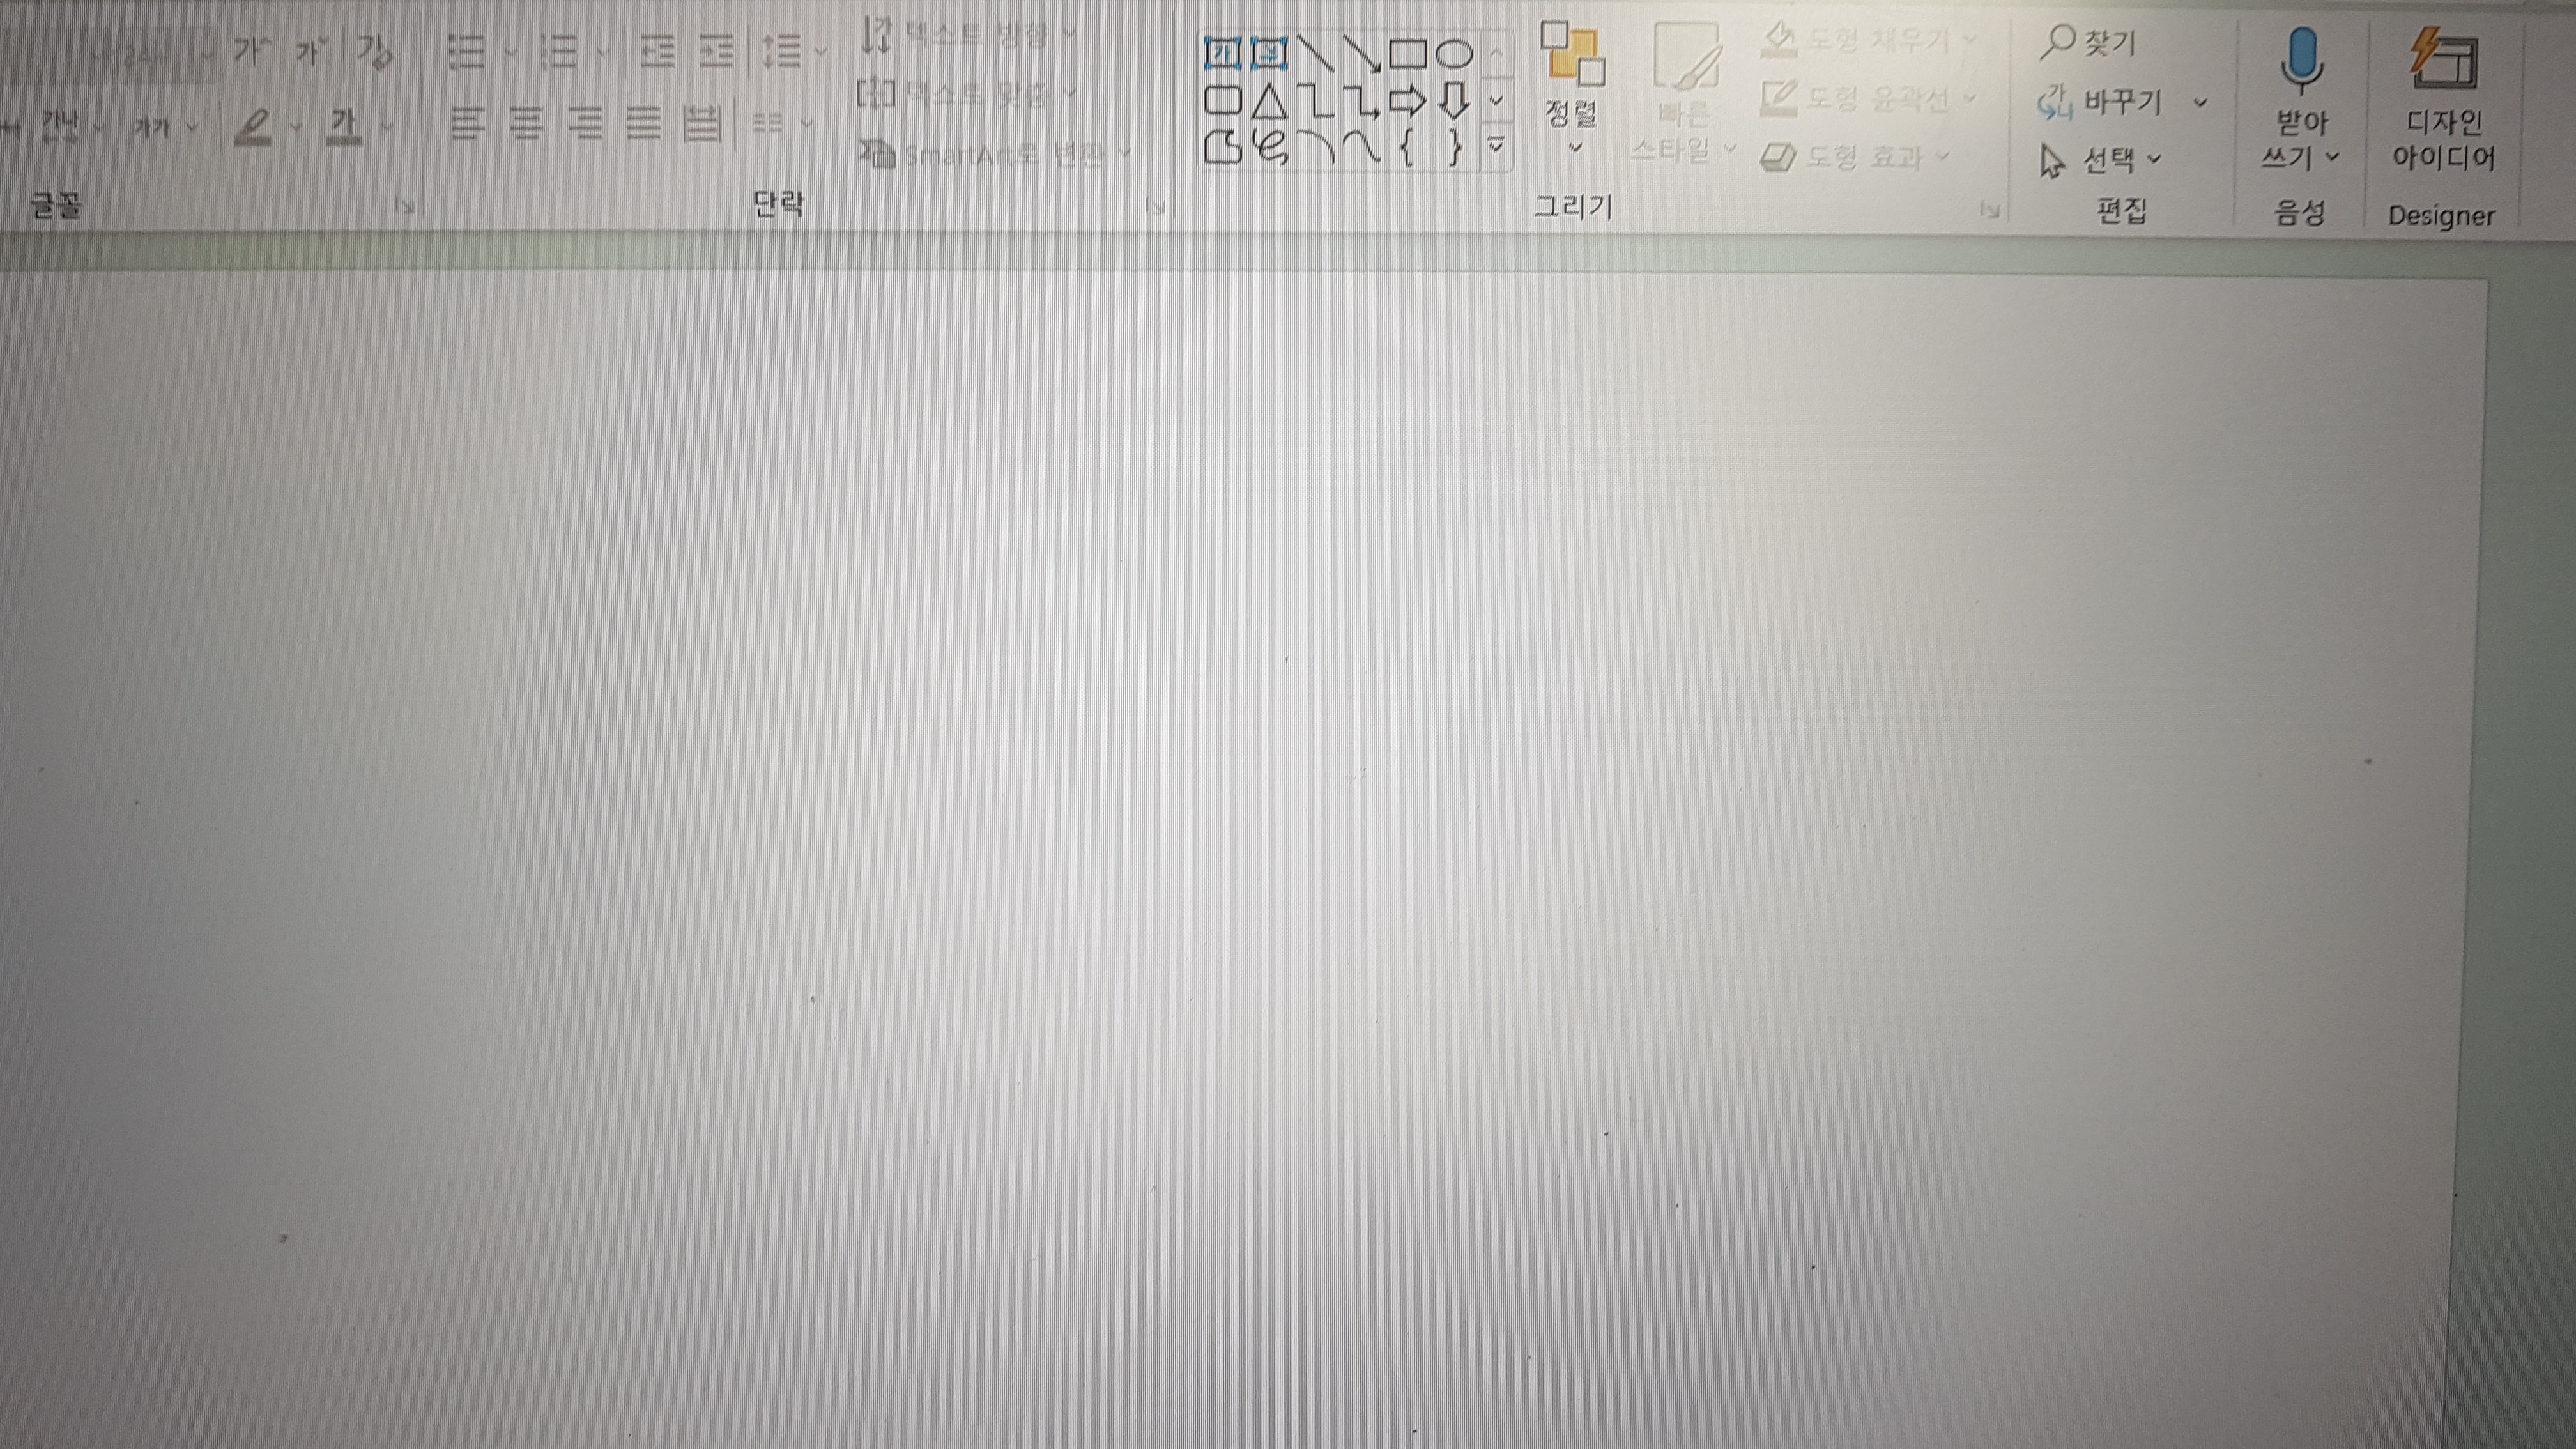 24+ 가^ 가ˇ 가
텍스트 방향
찾기
도형 채우기
가나 가가 가
텍스트 맞춤
정렬
빠른
스타일
도형 윤곽선
바꾸기
받아
쓰기
디자인
아이디어
SmartArt로 변환
도형 효과
선택
글꼴
단락
그리기
편집
음성
Designer